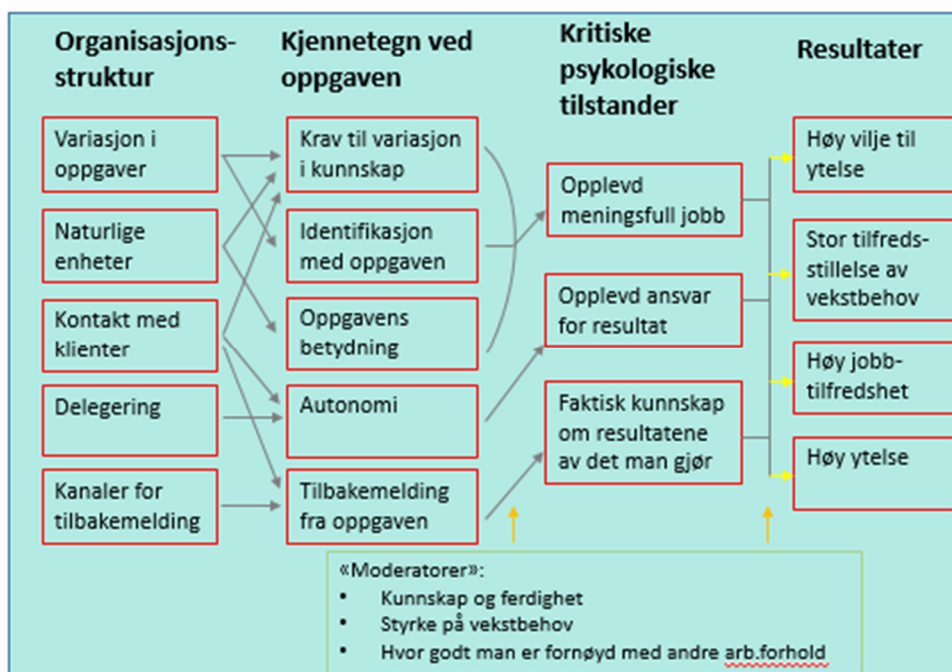 Organisasjons-
struktur
Kjennetegn ved
oppgaven
Kritiske
psykologiske
tilstander
Resultater
Variasjon i
oppgaver
Naturlige
enheter
Kontakt med
klienter
Delegering
Kanaler for
tilbakemelding
Krav til variasjon
i kunnskap
Identifikasjon
med oppgaven
Oppgavens
betydning
Autonomi
Tilbakemelding
fra oppgaven
Opplevd
meningsfull jobb
Opplevd ansvar
for resultat
Faktisk kunnskap
om resultatene
av det man gjør
Høy vilje til
ytelse
Stor tilfreds-
stillelse av
vekstbehov
Høy jobb-
tilfredshet
Høy ytelse
«Moderatorer»:
• Kunnskap og ferdighet
• Styrke på vekstbehov
• Hvor godt man er fornøyd med andre arb.forhold